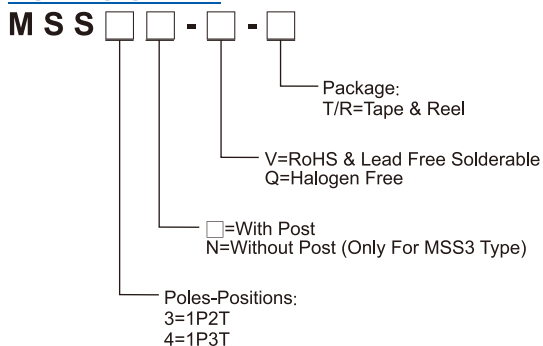 MSS□□-□-□
Package:
T/R=Tape & Reel
V=RoHS & Lead Free Solderable
Q=Halogen Free
□=With Post
N=Without Post (Only For MSS3 Type)
Poles-Positions:
3=1P2T
4=1P3T